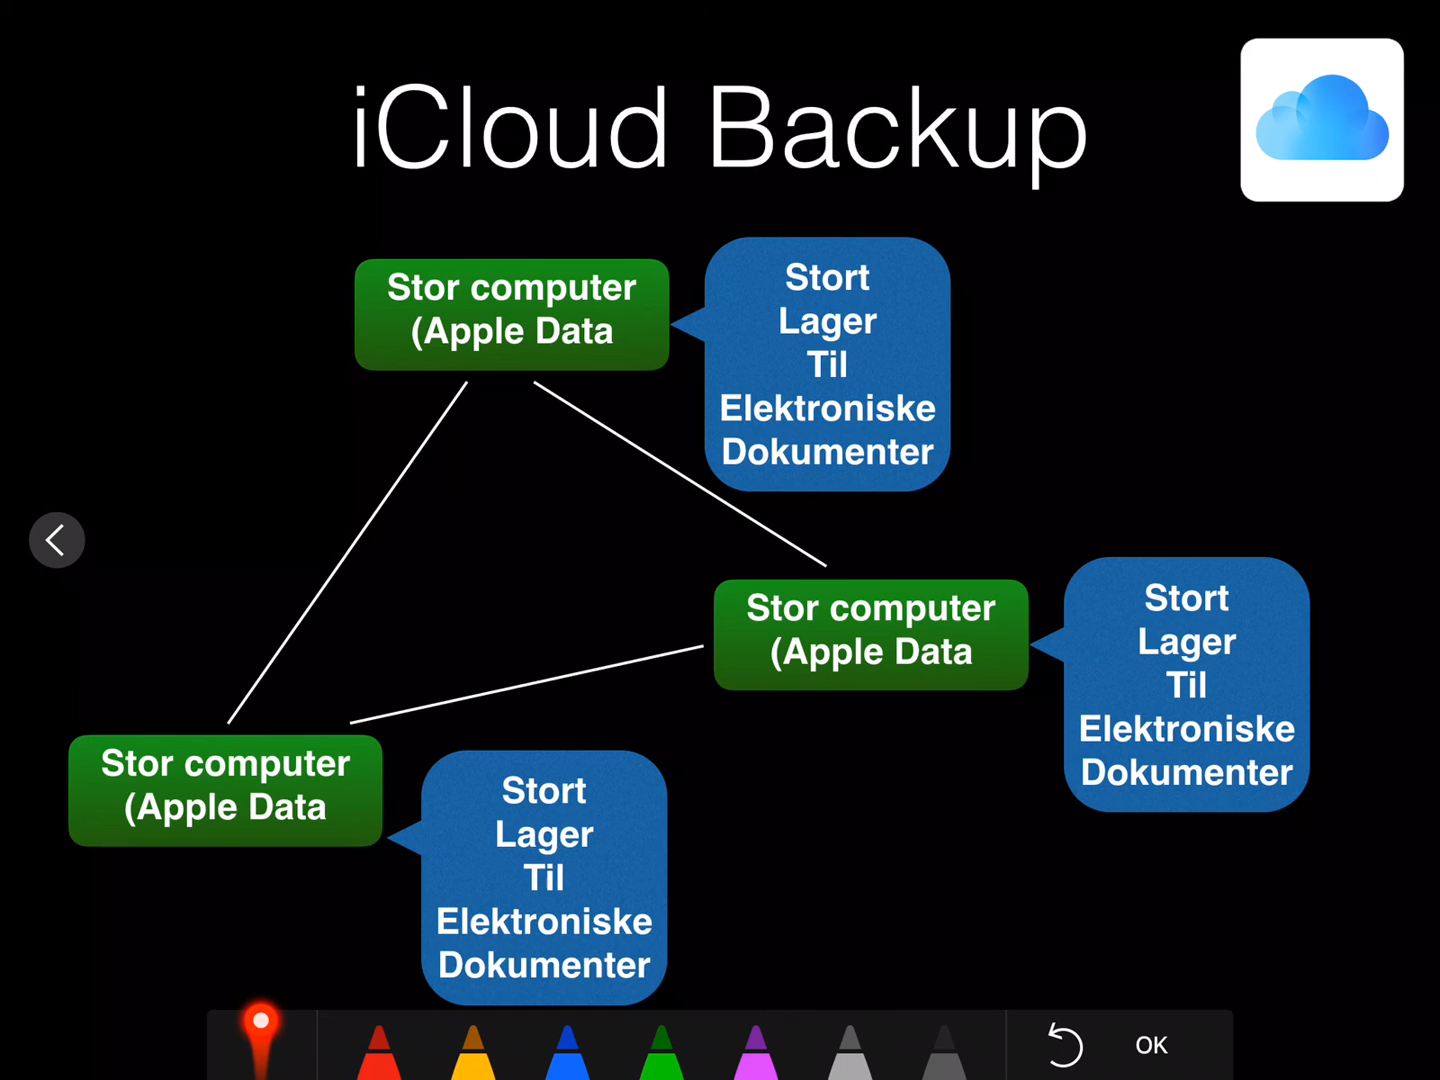 iCloud Backup
Stor computer
(Apple Data
Stort
Lager
Til
Elektroniske
Dokumenter
Stor computer
(Apple Data
Stort
Lager
Til
Elektroniske
Dokumenter
Stor computer
(Apple Data
Stort
Lager
Til
Elektroniske
Dokumenter
OK